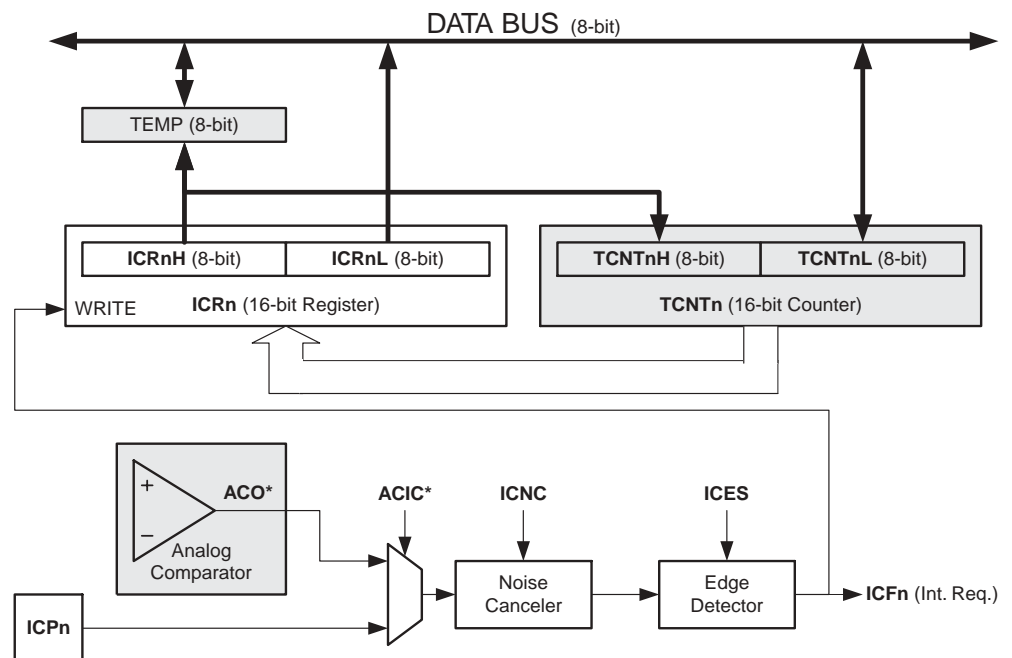 DATA BUS (8-bit)
TEMP (8-bit)
ICRnH (8-bit) ICRnL (8-bit) TCNTnH (8-bit) TCNTnL (8-bit)
WRITE ICRn (16-bit Register) TCNTn (16-bit Counter)
+
−
ACO* ACIC* ICNC ICES
Analog
Comparator
Noise
Canceler
Edge
Detector
ICFn (Int. Req.)
ICPn